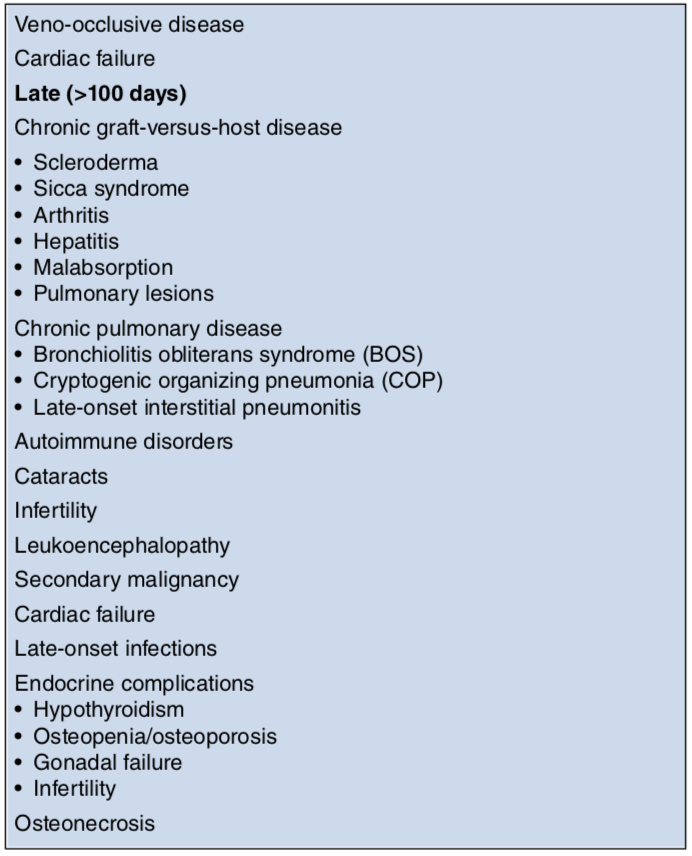 Veno-occlusive disease
Cardiac failure
Late (>100 days)
Chronic graft-versus-host disease
• Scleroderma
• Sicca syndrome
• Arthritis
• Hepatitis
• Malabsorption
• Pulmonary lesions
Chronic pulmonary disease
• Bronchiolitis obliterans syndrome (BOS)
• Cryptogenic organizing pneumonia (COP)
• Late-onset interstitial pneumonitis
Autoimmune disorders
Cataracts
Infertility
Leukoencephalopathy
Secondary malignancy
Cardiac failure
Late-onset infections
Endocrine complications
• Hypothyroidism
• Osteopenia/osteoporosis
• Gonadal failure
• Infertility
Osteonecrosis